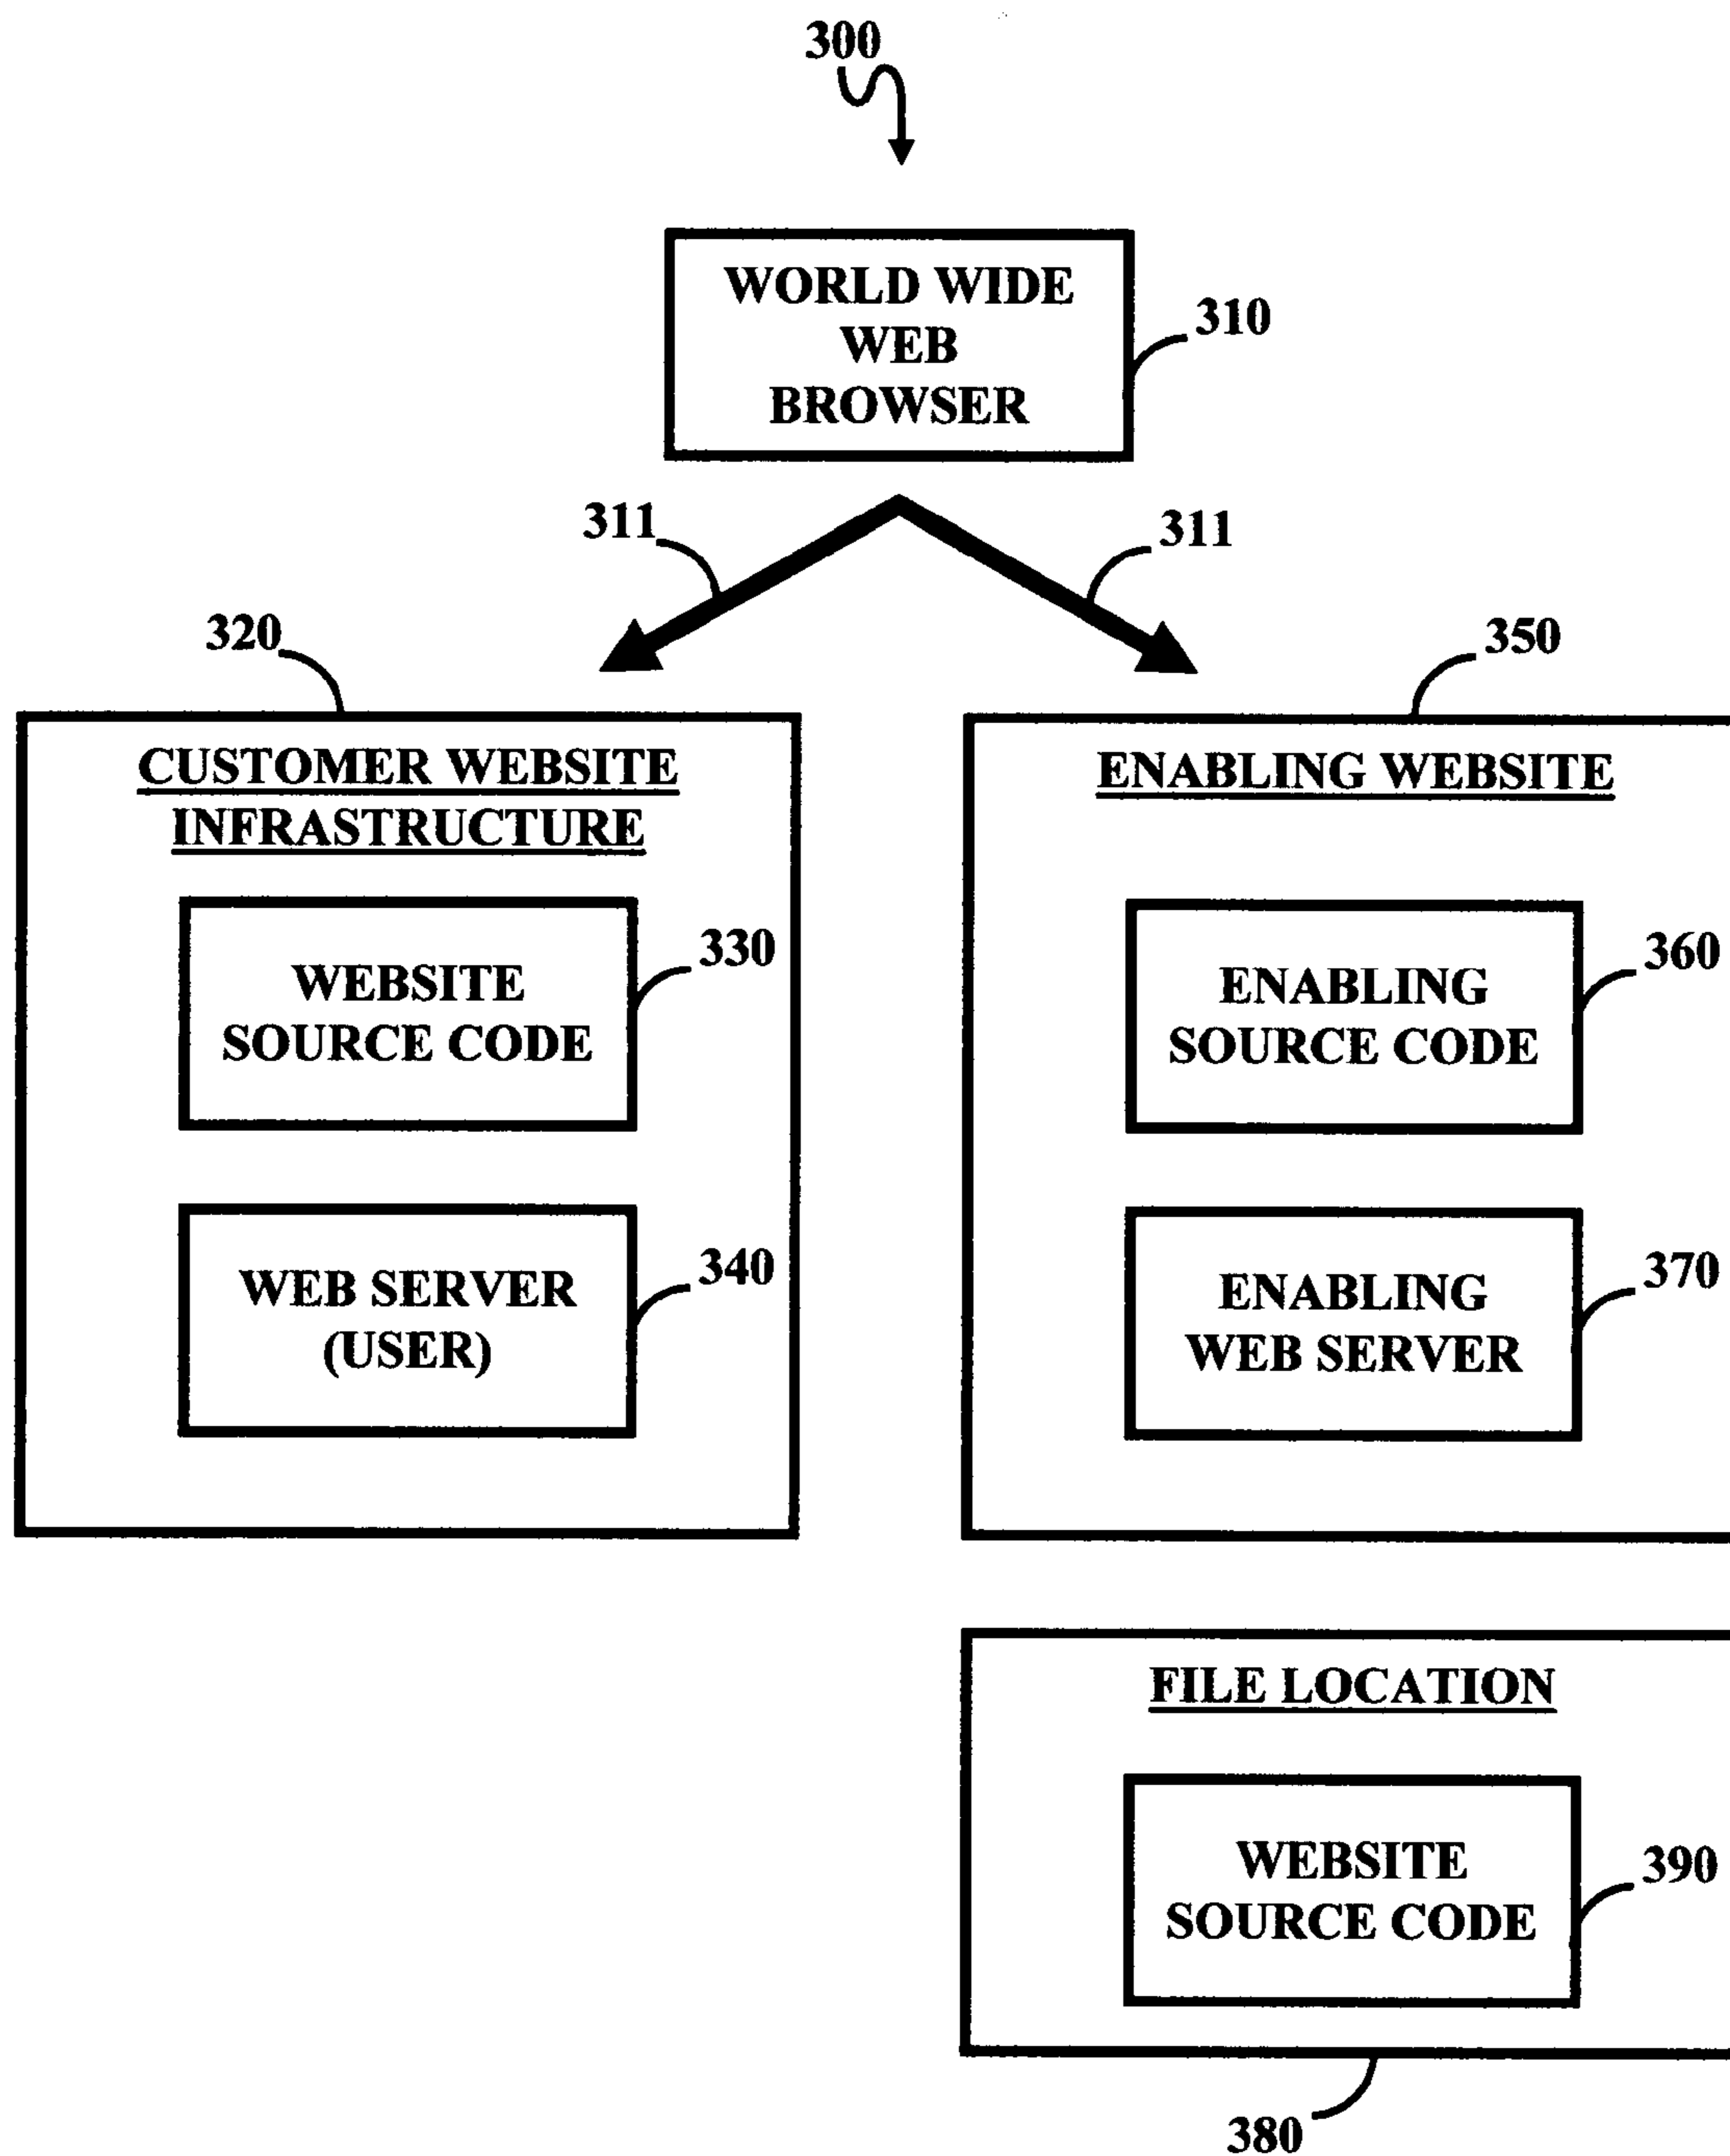 300
WORLD WIDE
WEB
BROWSER
310
311
311
320
350
CUSTOMER WEBSITE
INFRASTRUCTURE
WEBSITE
SOURCE CODE
330
WEB SERVER
(USER)
340
ENABLING WEBSITE
ENABLING
SOURCE CODE
360
ENABLING
WEB SERVER
370
FILE LOCATION
WEBSITE
SOURCE CODE
390
380